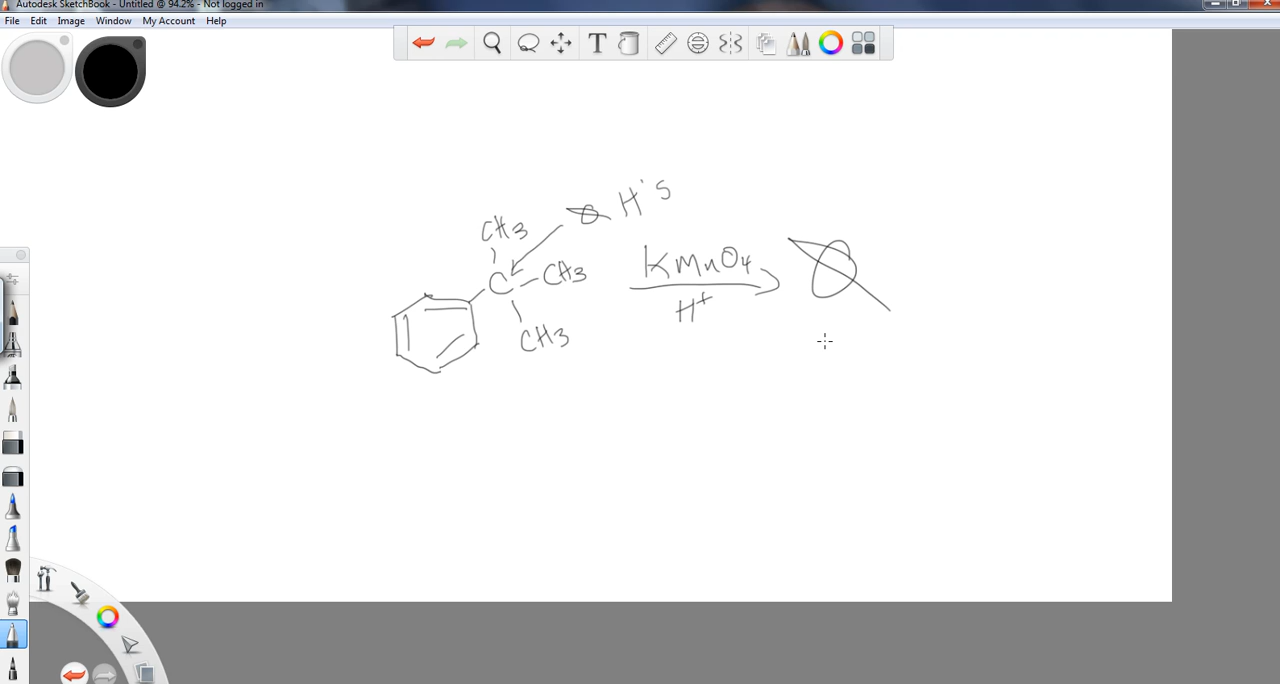 Autodesk SketchBook - Untitled @ 94.2% - Not logged in
File Edit Image Window My Account Help
T
Ø H's
CH3
C
CH3
CH3
KMnO4
H+
Ø